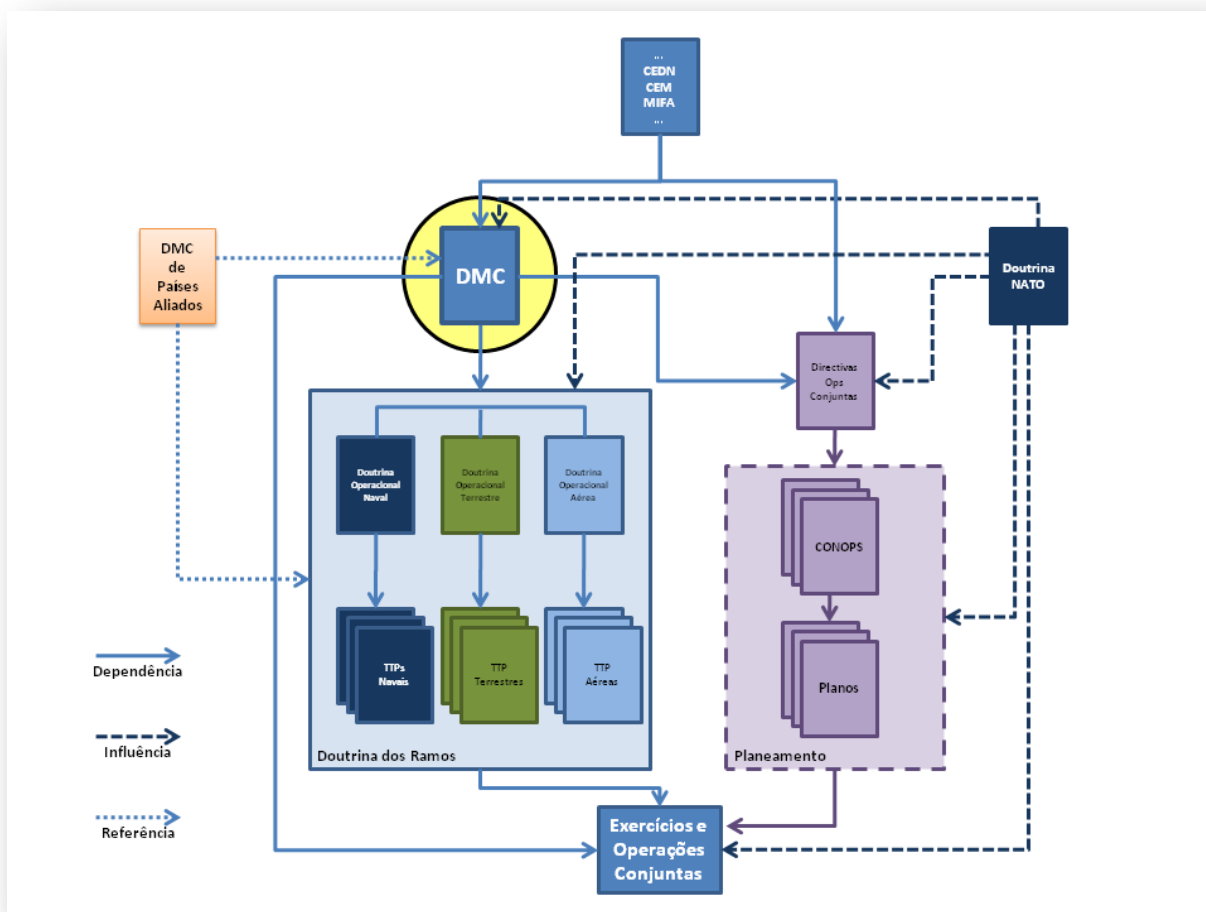 ...
CEDN
CEM
MIFA
...
DMC
de
Países
Aliados
DMC
Doutrina
NATO
Directivas
Ops
Conjuntas
Doutrina
Operacional
Naval
Doutrina
Operacional
Terrestre
Doutrina
Operacional
Aérea
CONOPS
TTPs
Navais
TTP
Terrestres
TTP
Aéreas
Planos
Doutrina dos Ramos
Planeamento
Dependência
Influência
Referência
Exercícios e
Operações
Conjuntas